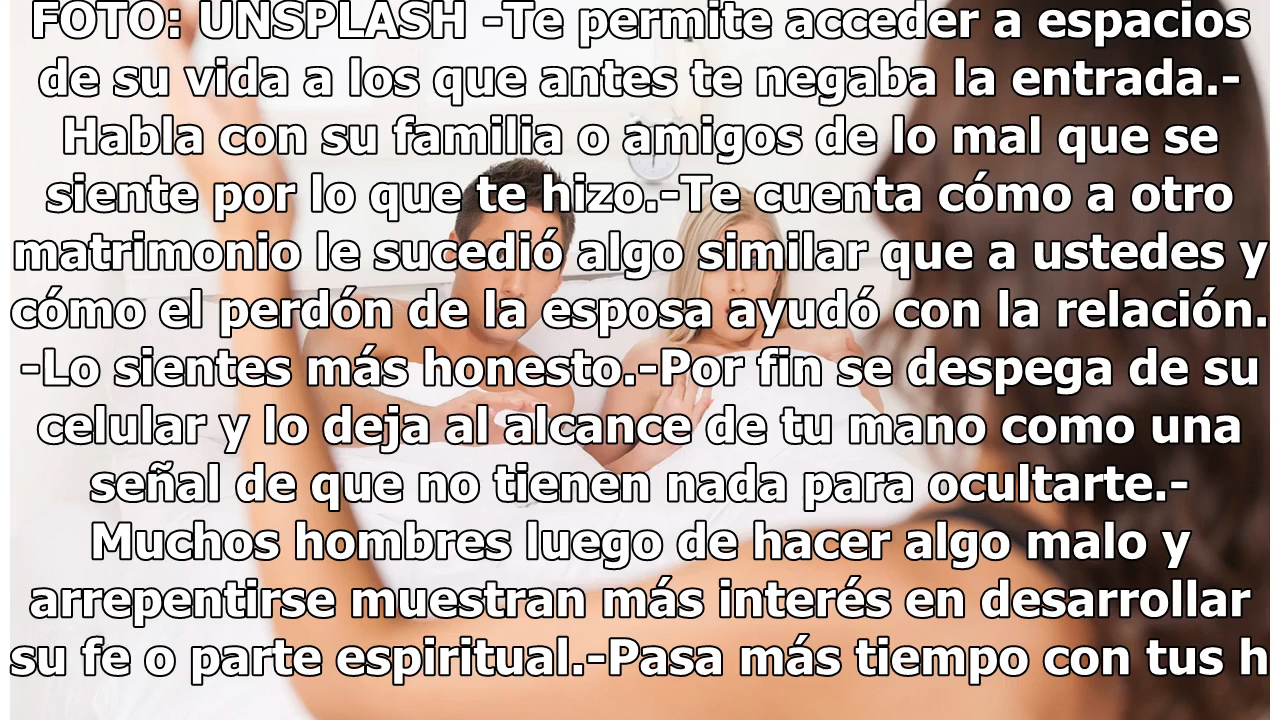 FOTO: UNSPLASH -Te permite acceder a espacios
de su vida a los que antes te negaba la entrada.-
Habla con su familia o amigos de lo mal que se
siente por lo que te hizo.-Te cuenta cómo a otro
matrimonio le sucedió algo similar que a ustedes y
cómo el perdón de la esposa ayudó con la relación.
-Lo sientes más honesto.-Por fin se despega de su
celular y lo deja al alcance de tu mano como una
señal de que no tienen nada para ocultarte.-
Muchos hombres luego de hacer algo malo y
arrepentirse muestran más interés en desarrollar
su fe o parte espiritual.-Pasa más tiempo con tus h